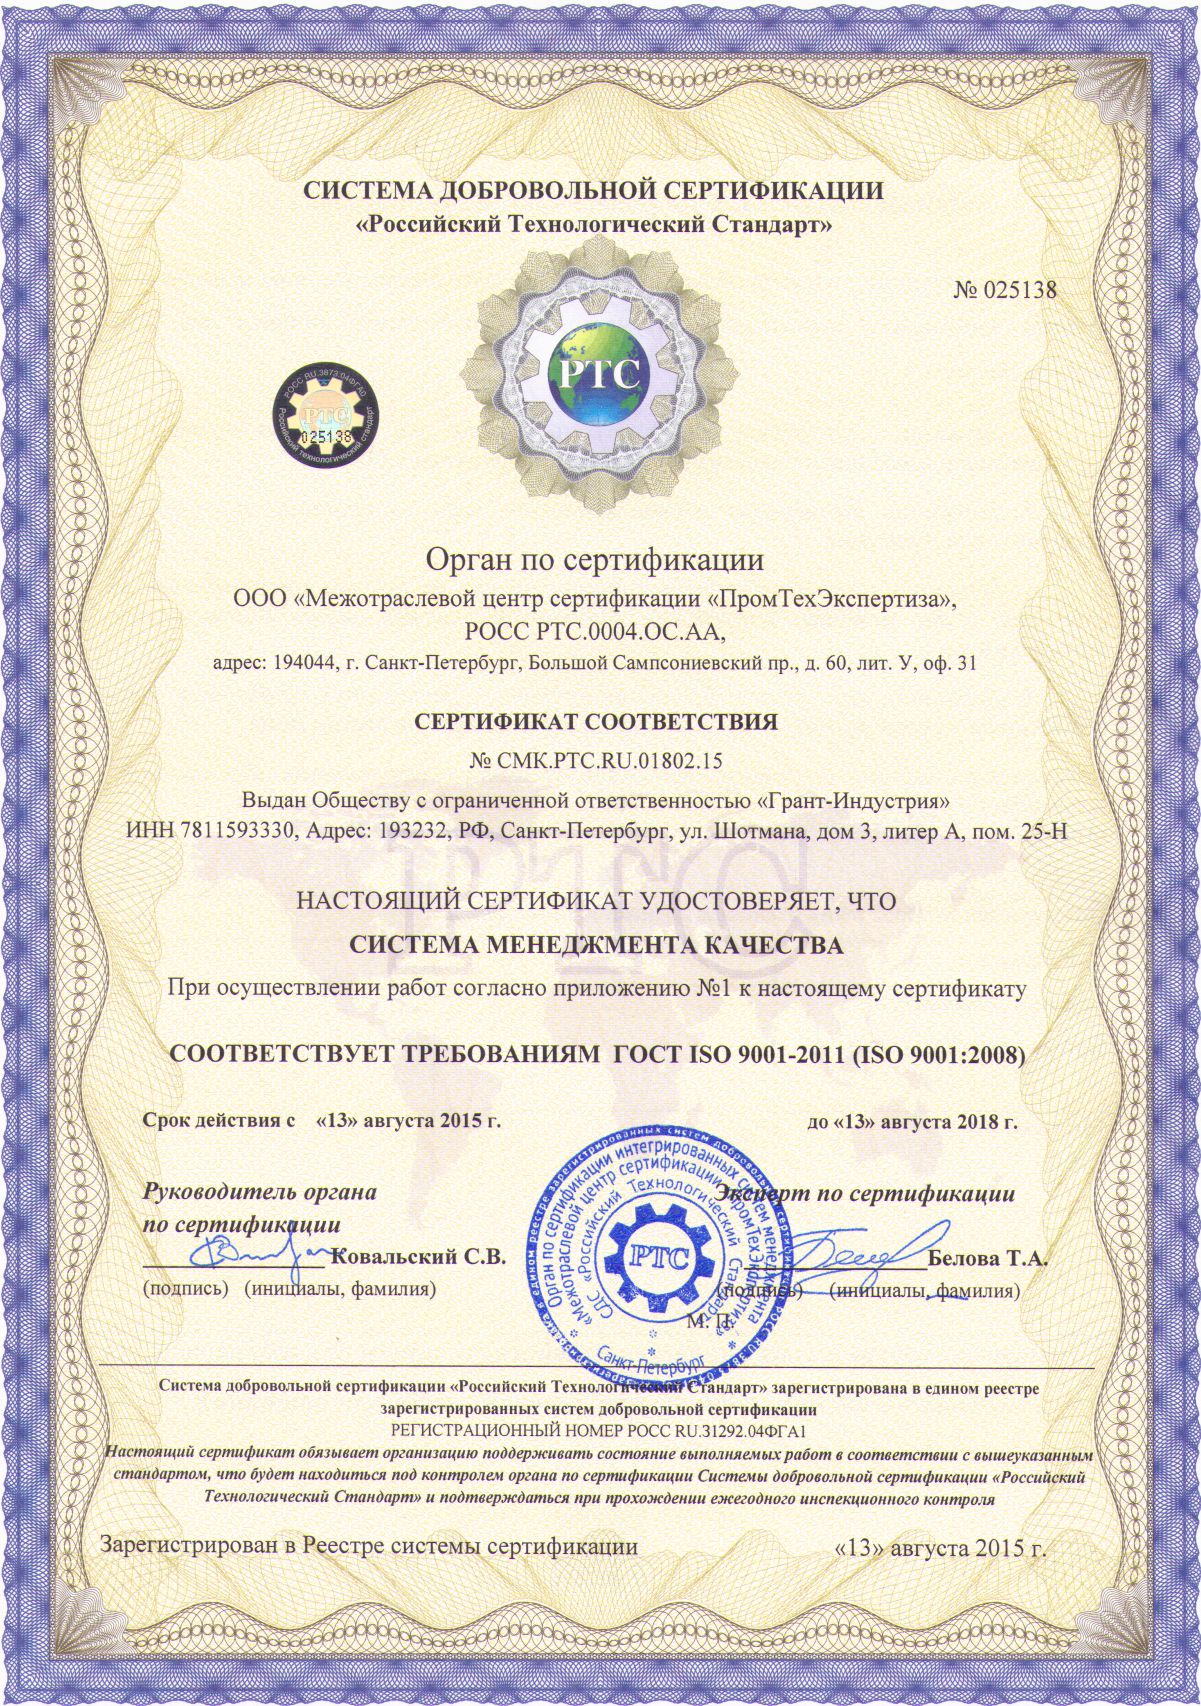 СИСТЕМА ДОБРОВОЛЬНОЙ СЕРТИФИКАЦИИ
«Российский Технологический Стандарт»
№ 025138
РТС
РОСС RU.3873.04ФГА0
РТС
025138
Российский технологический стандарт
Орган по сертификации
ООО «Межотраслевой центр сертификации «ПромТехЭкспертиза»,
РОСС РТС.0004.ОС.АА,
адрес: 194044, г. Санкт-Петербург, Большой Сампсониевский пр., д. 60, лит. У, оф. 31
СЕРТИФИКАТ СООТВЕТСТВИЯ
№ СМК.РТС.RU.01802.15
Выдан Обществу с ограниченной ответственностью «Грант-Индустрия»
ИНН 7811593330, Адрес: 193232, РФ, Санкт-Петербург, ул. Шотмана, дом 3, литер А, пом. 25-Н
РТС
НАСТОЯЩИЙ СЕРТИФИКАТ УДОСТОВЕРЯЕТ, ЧТО
СИСТЕМА МЕНЕДЖМЕНТА КАЧЕСТВА
При осуществлении работ согласно приложению №1 к настоящему сертификату
СООТВЕТСТВУЕТ ТРЕБОВАНИЯМ ГОСТ ISO 9001-2011 (ISO 9001:2008)
Срок действия с «13» августа 2015 г. до «13» августа 2018 г.
Руководитель органа
по сертификации
Ковальский С.В.
(подпись) (инициалы, фамилия)
Эксперт по сертификации
Белова Т.А.
(подпись) (инициалы, фамилия)
М. П.
Орган по сертификации интегрированных систем менеджмента
«Межотраслевой центр сертификации «ПромТехЭкспертиза»
СДС «Российский Технологический Стандарт»
РТС
Санкт-Петербург
Система добровольной сертификации «Российский Технологический Стандарт» зарегистрирована в едином реестре
зарегистрированных систем добровольной сертификации
РЕГИСТРАЦИОННЫЙ НОМЕР РОСС RU.31292.04ФГА1
Настоящий сертификат обязывает организацию поддерживать состояние выполняемых работ в соответствии с вышеуказанным
стандартом, что будет находиться под контролем органа по сертификации Системы добровольной сертификации «Российский
Технологический Стандарт» и подтверждаться при прохождении ежегодного инспекционного контроля
Зарегистрирован в Реестре системы сертификации «13» августа 2015 г.